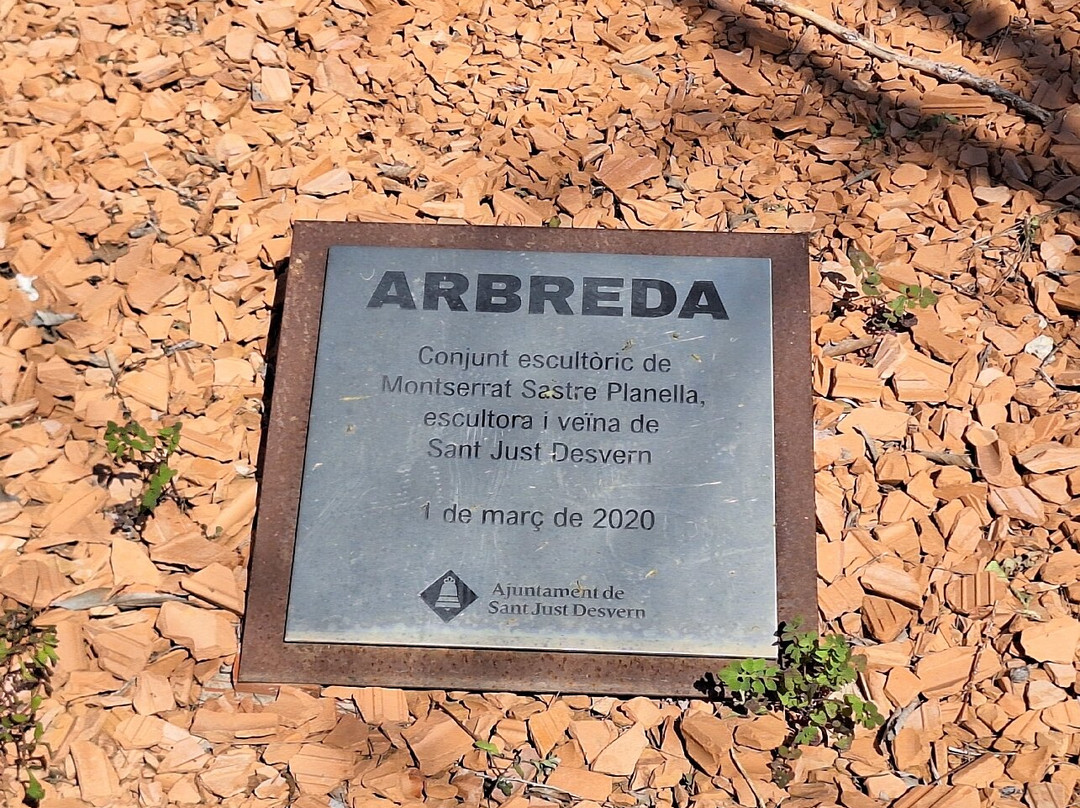 ARBREDA
Conjunt escultòric de
Montserrat Sastre Planella,
escultora i veïna de
Sant Just Desvern
1 de març de 2020
Ajuntament de
Sant Just Desvern